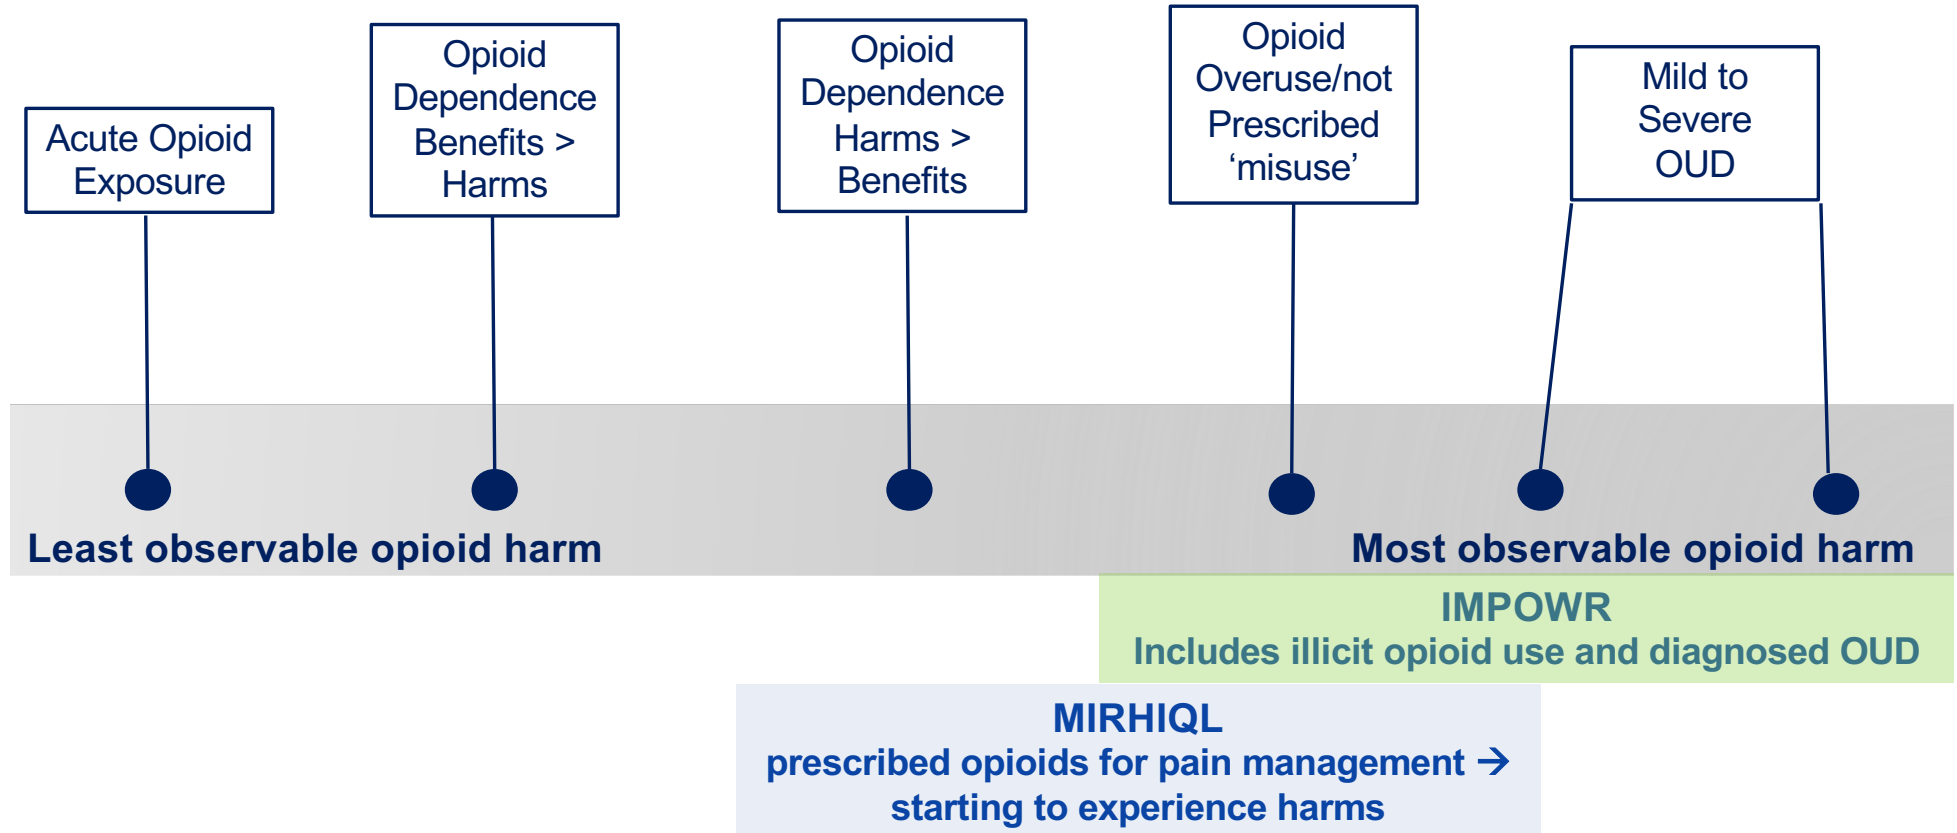 Acute Opioid
Exposure
Opioid
Dependence
Benefits >
Harms
Opioid
Dependence
Harms >
Benefits
Opioid
Overuse/not
Prescribed
‘misuse’
Mild to
Severe
OUD
Least observable opioid harm
Most observable opioid harm
IMPOWR
Includes illicit opioid use and diagnosed OUD
MIRHIQL
prescribed opioids for pain management →
starting to experience harms